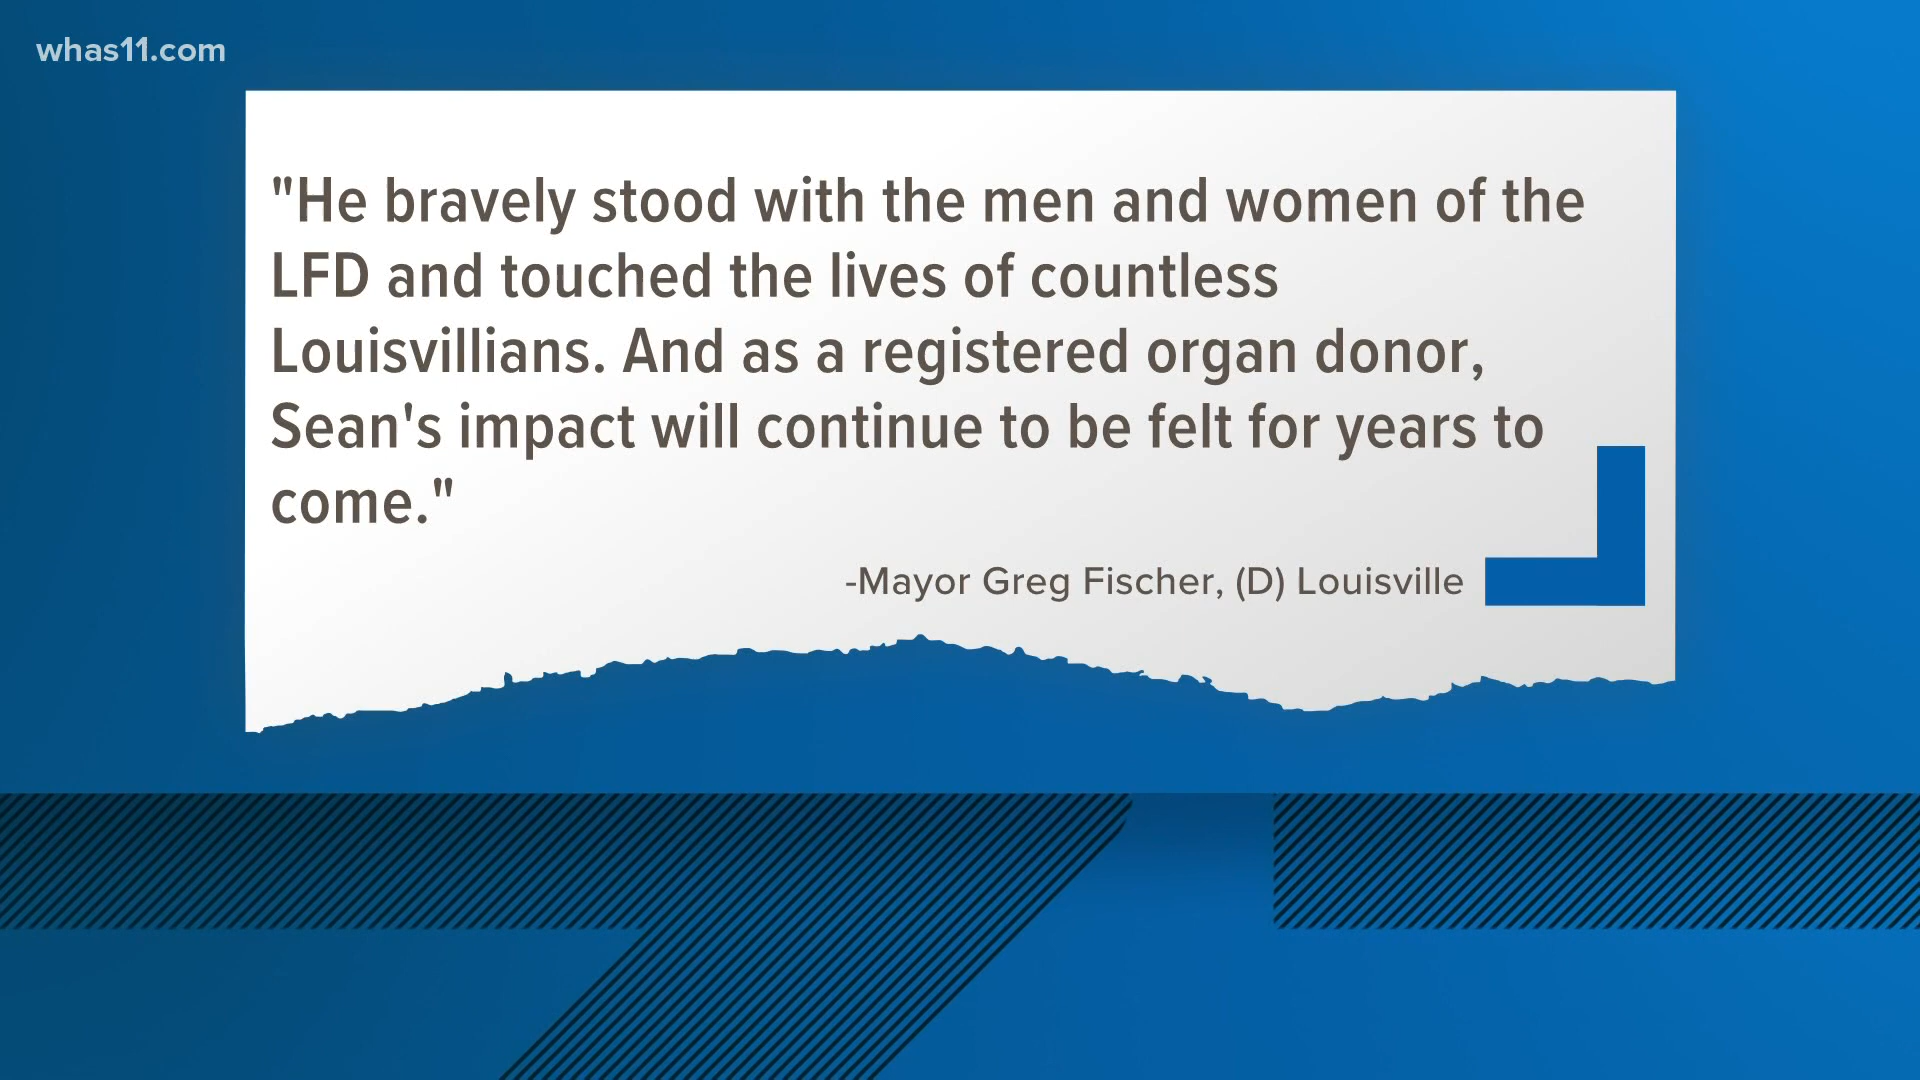 whas11.com
"He bravely stood with the men and women of the
LFD and touched the lives of countless
Louisvillians. And as a registered organ donor,
Sean's impact will continue to be felt for years to
come."
-Mayor Greg Fischer, (D) Louisville